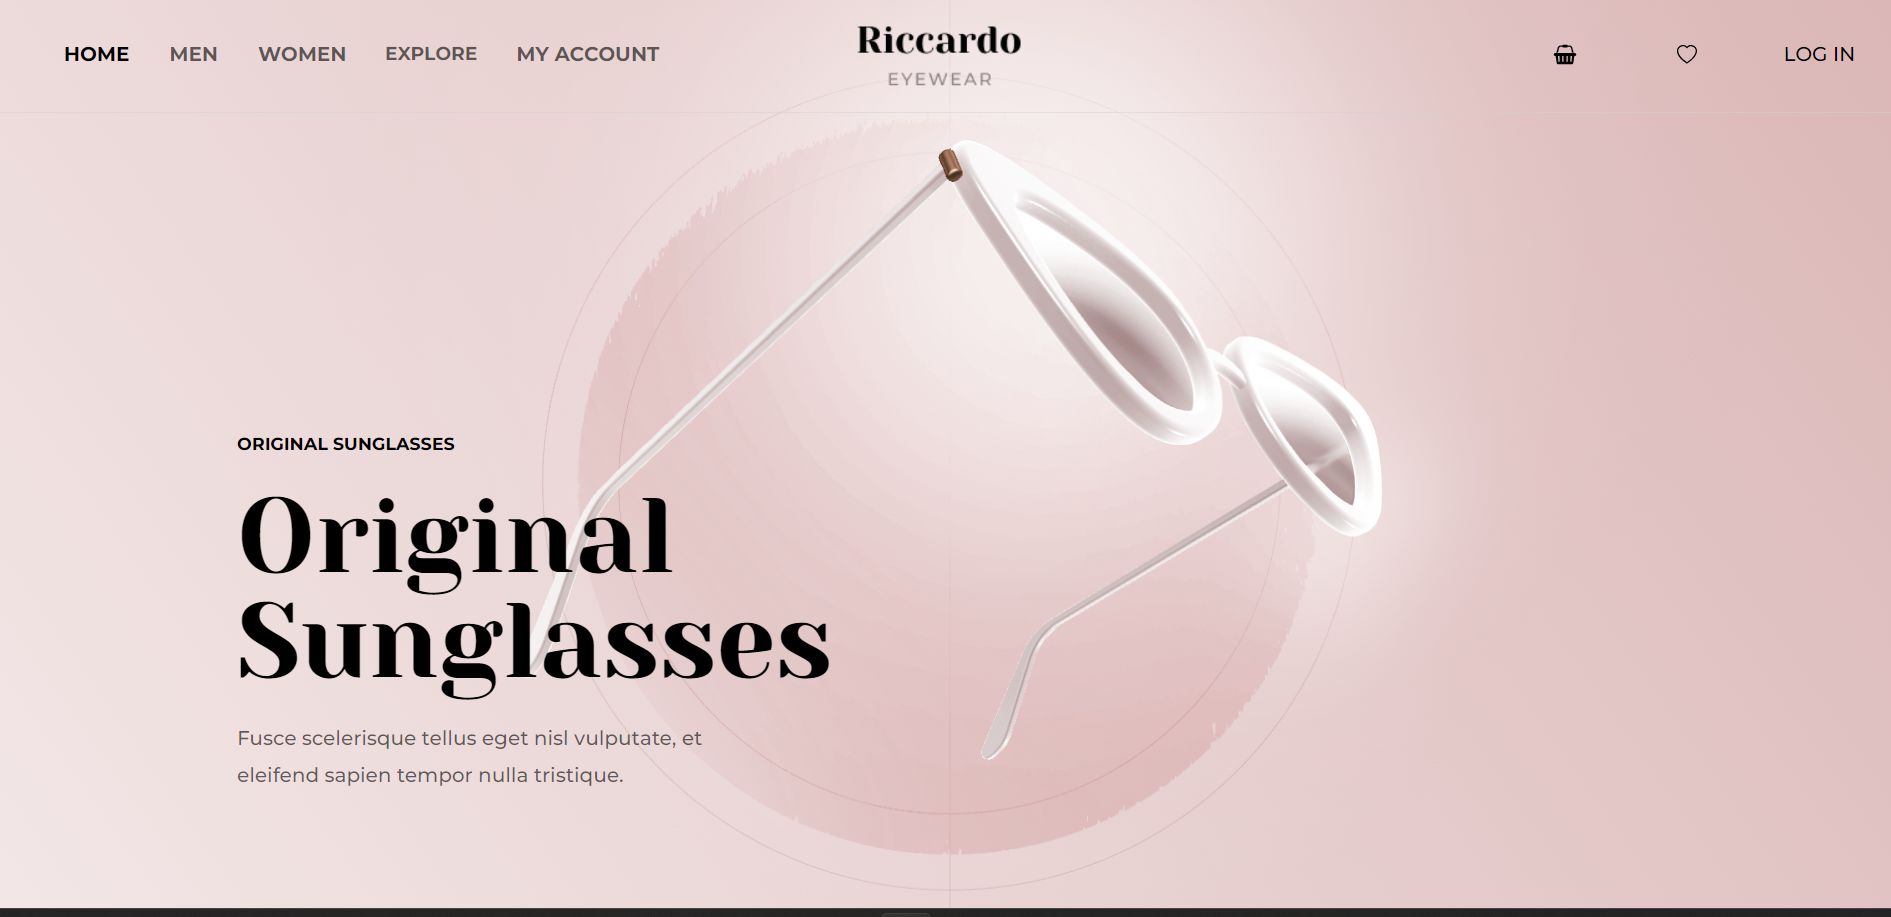 HOME MEN WOMEN EXPLORE MY ACCOUNT
Riccardo
EYEWEAR
LOG IN
ORIGINAL SUNGLASSES
Original
Sunglasses
Fusce scelerisque tellus eget nisl vulputate, et
eleifend sapien tempor nulla tristique.